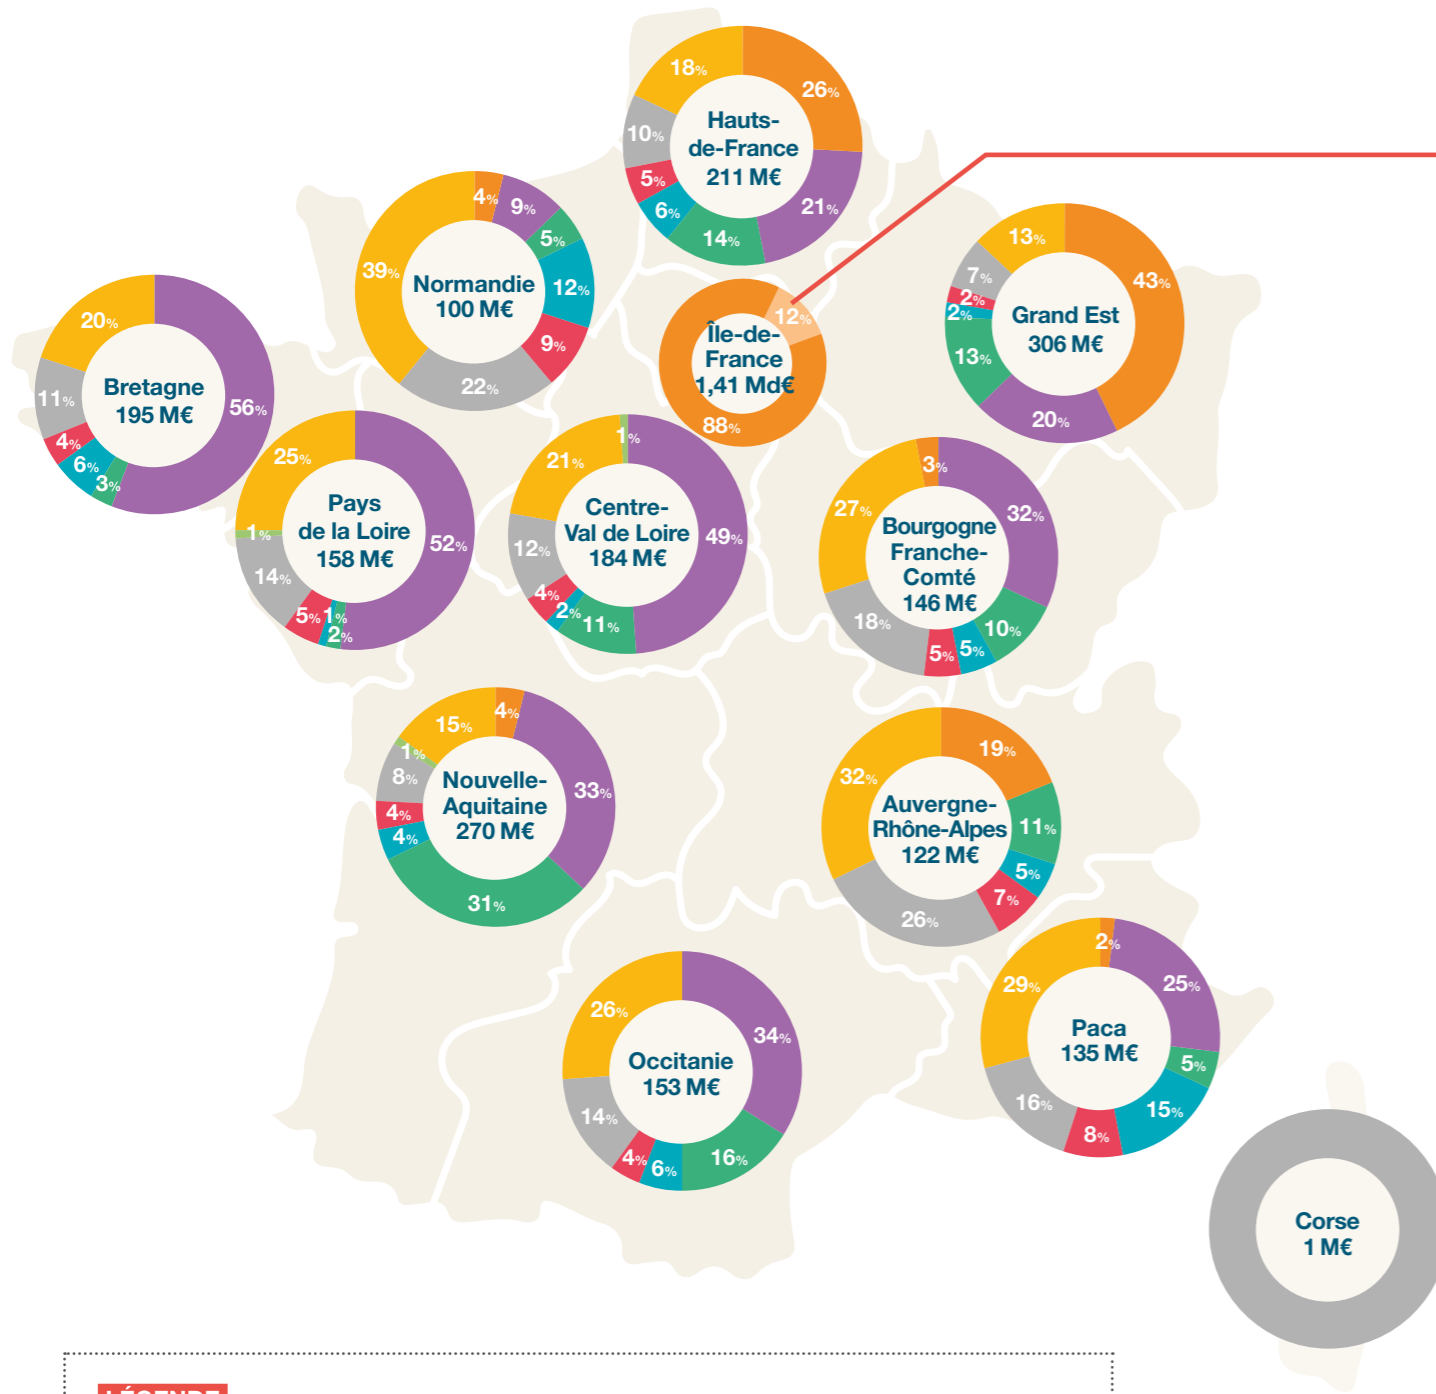 18%
26%
10%
Hauts-
de-France
211 M€
5%
6%
14%
21%
4%
9%
5%
39%
Normandie
100 M€
12%
9%
22%
12%
Île-de-
France
1,41 Md€
88%
13%
43%
7%
2%
2%
Grand Est
306 M€
13%
20%
20%
11%
Bretagne
195 M€
56%
4%
6%
3%
25%
Pays
de la Loire
158 M€
1%
52%
14%
5%
1%
2%
1%
21%
Centre-
Val de Loire
184 M€
49%
12%
4%
2%
11%
3%
27%
32%
Bourgogne
Franche-
Comté
146 M€
18%
10%
5%
5%
15%
4%
1%
8%
Nouvelle-
Aquitaine
270 M€
33%
4%
4%
31%
19%
32%
Auvergne-
Rhône-Alpes
122 M€
11%
5%
7%
26%
2%
29%
25%
Paca
135 M€
5%
16%
15%
8%
26%
34%
Occitanie
153 M€
14%
4%
6%
16%
Corse
1 M€
LÉGENDE